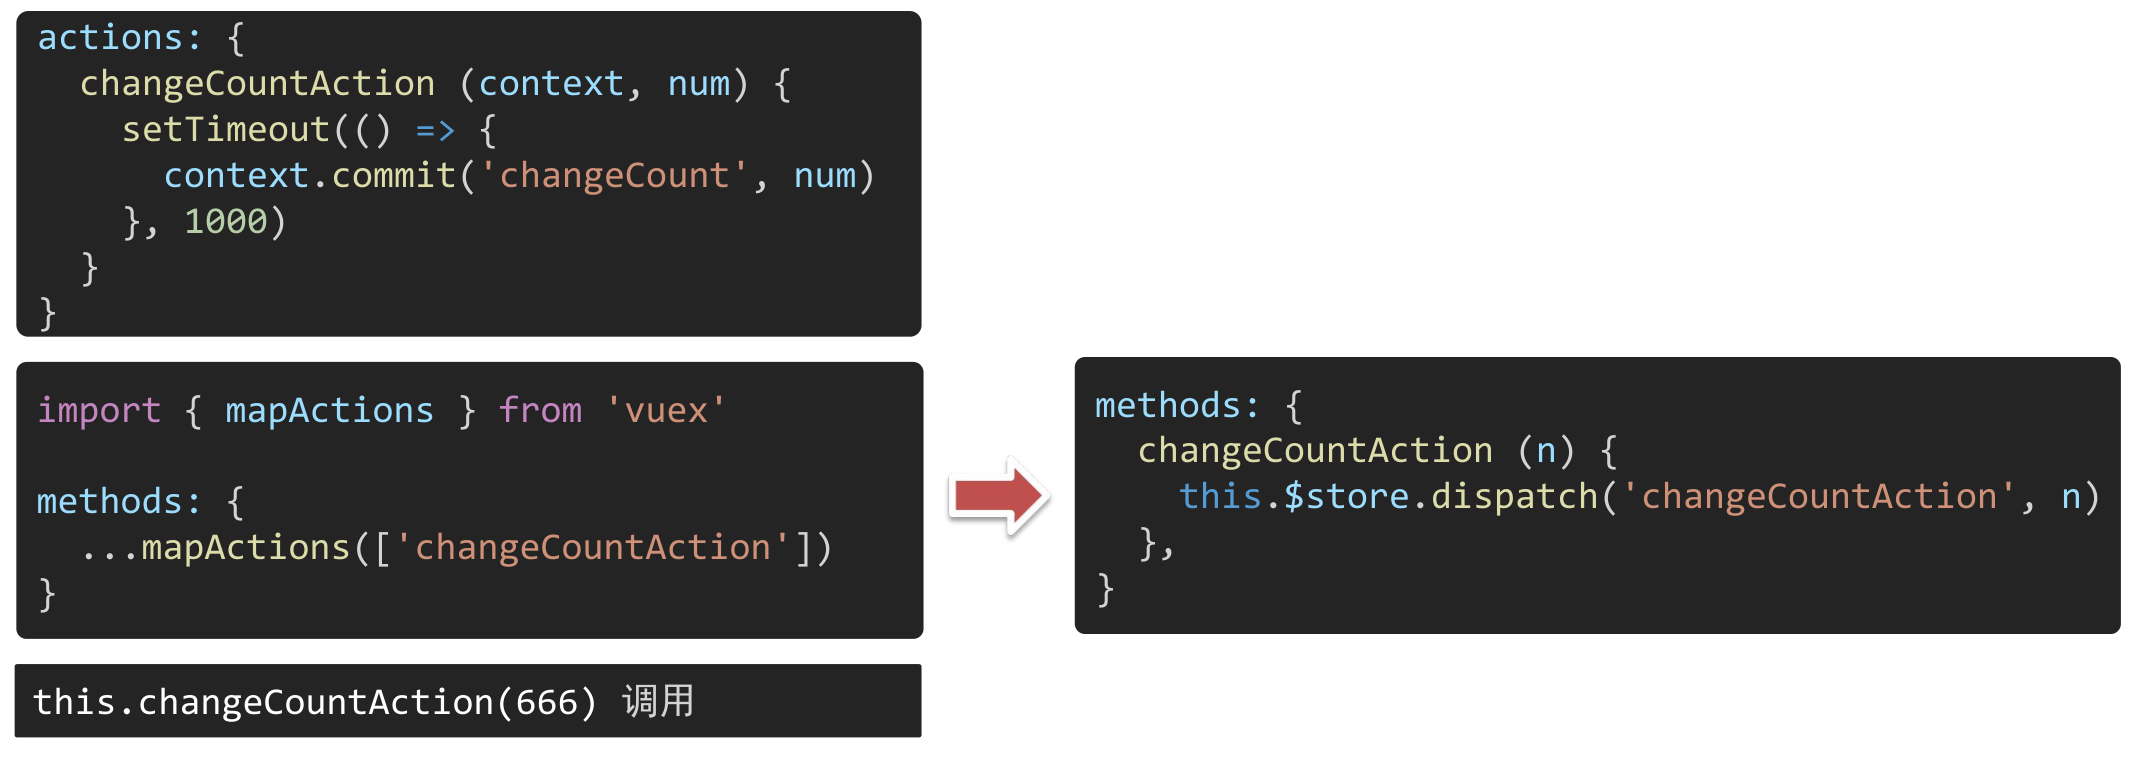 actions: {
  changeCountAction (context, num) {
    setTimeout(() => {
      context.commit('changeCount', num)
    }, 1000)
  }
}
import { mapActions } from 'vuex'

methods: {
  ...mapActions(['changeCountAction'])
}
methods: {
  changeCountAction (n) {
    this.$store.dispatch('changeCountAction', n)
  },
}
this.changeCountAction(666) 调用